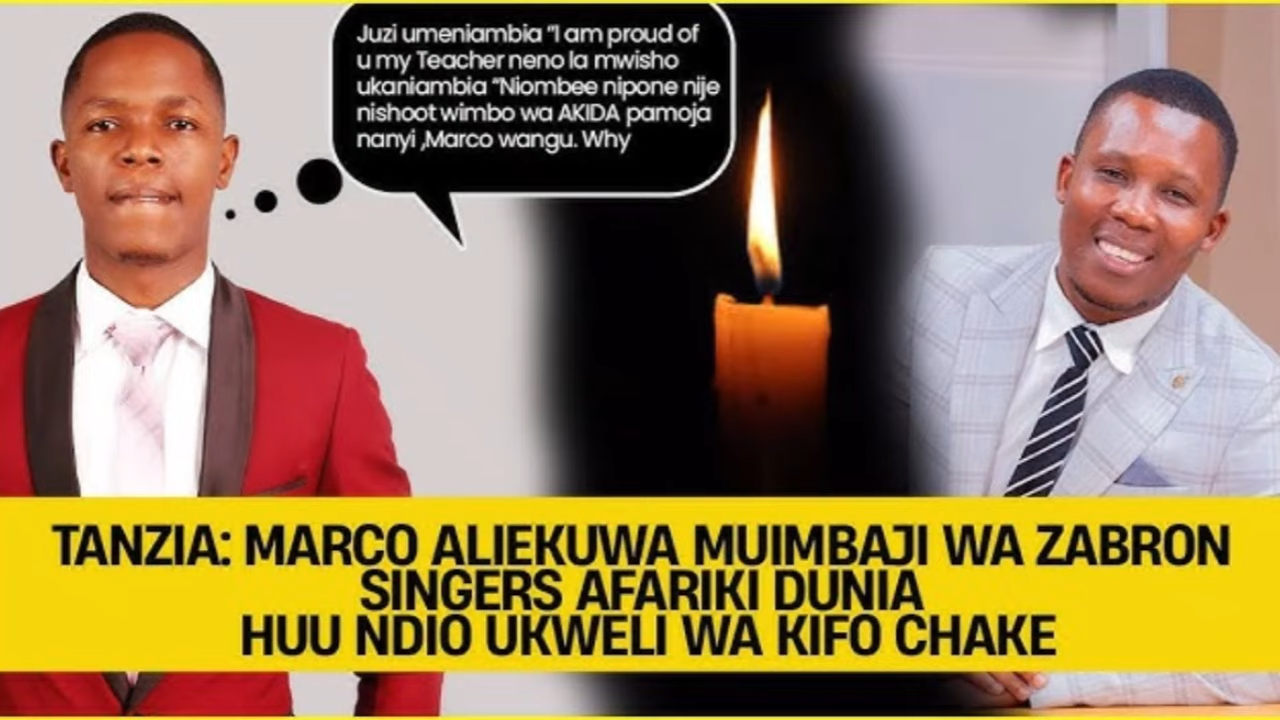 Juzi umeniambia “I am proud of
u my Teacher neno la mwisho
ukaniambia “Niombee nipone nije
nishoot wimbo wa AKIDA pamoja
nanyi ,Marco wangu. Why
TANZIA: MARCO ALIEKUWA MUIMBAJI WA ZABRON
SINGERS AFARIKI DUNIA
HUU NDIO UKWELI WA KIFO CHAKE